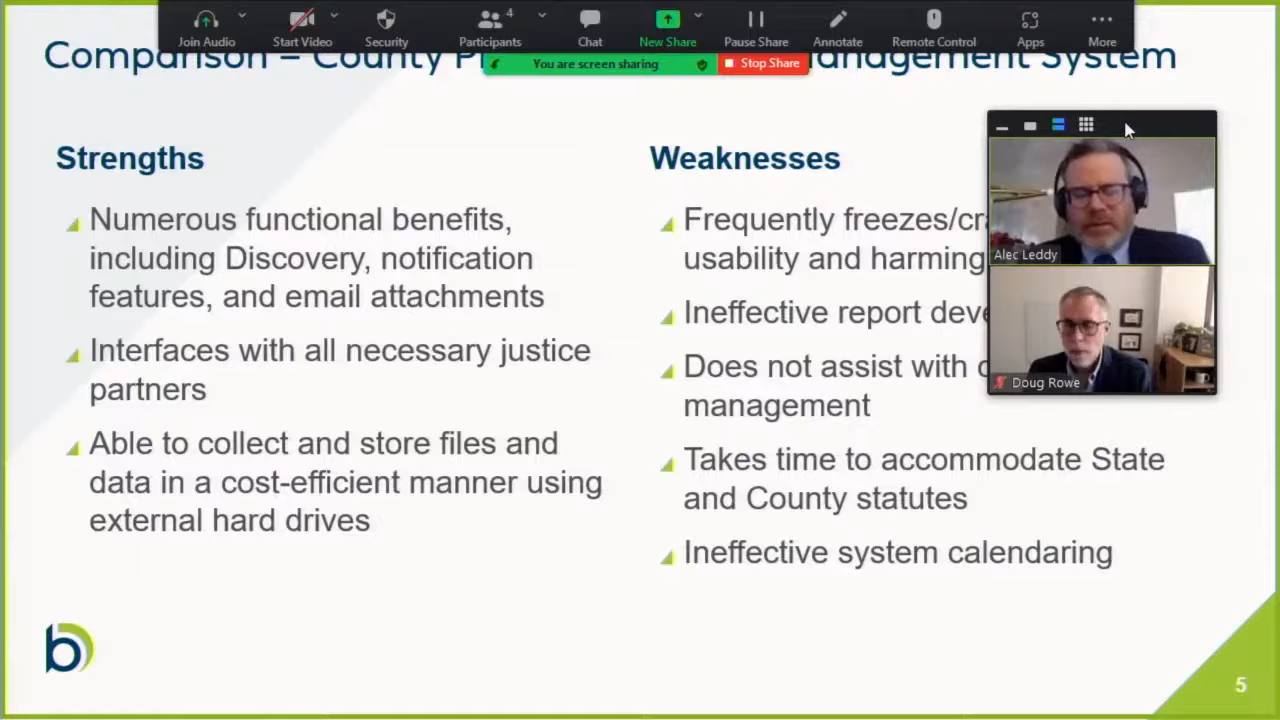 Join Audio
Start Video
Security
4
Participants
Chat
New Share
Pause Share
Annotate
Remote Control
Apps
More
Comparison – County
Management System
You are screen sharing
Stop Share
Strengths
Numerous functional benefits,
including Discovery, notification
features, and email attachments
Interfaces with all necessary justice
partners
Able to collect and store files and
data in a cost-efficient manner using
external hard drives
Weaknesses
Frequently
usability and harming
Ineffective report
Does not assist with
management
Takes time to accommodate State
and County statutes
Ineffective system calendaring
Alec Leddy
Doug Rowe
b
5